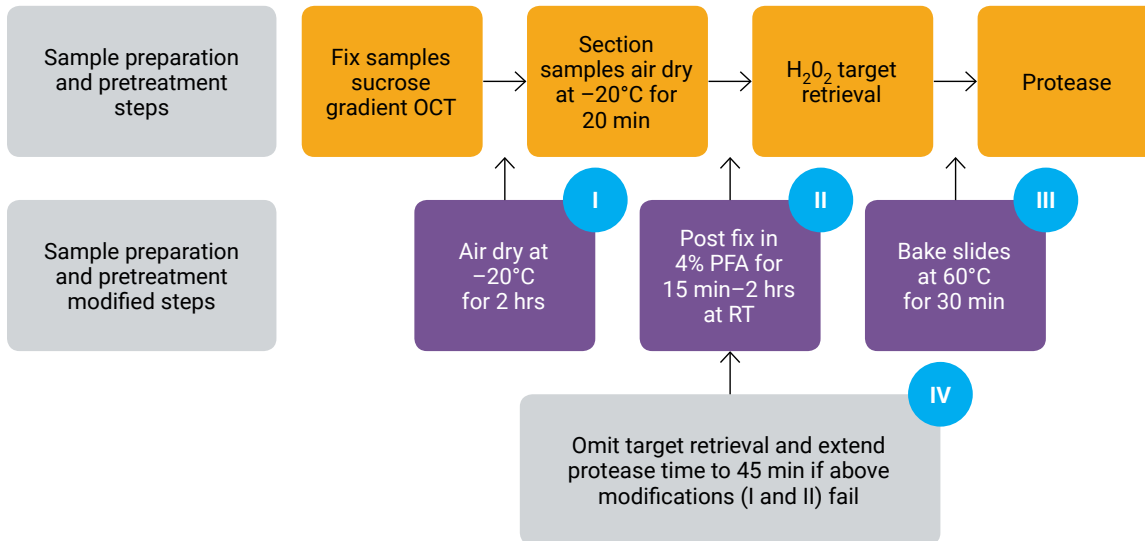 Sample preparation
and pretreatment
steps
Fix samples
sucrose
gradient OCT
Section
samples air dry
at –20°C for
20 min
H₂0₂ target
retrieval
Protease
Sample preparation
and pretreatment
modified steps
I
Air dry at
–20°C
for 2 hrs
II
Post fix in
4% PFA for
15 min–2 hrs
at RT
III
Bake slides
at 60°C
for 30 min
IV
Omit target retrieval and extend
protease time to 45 min if above
modifications (I and II) fail